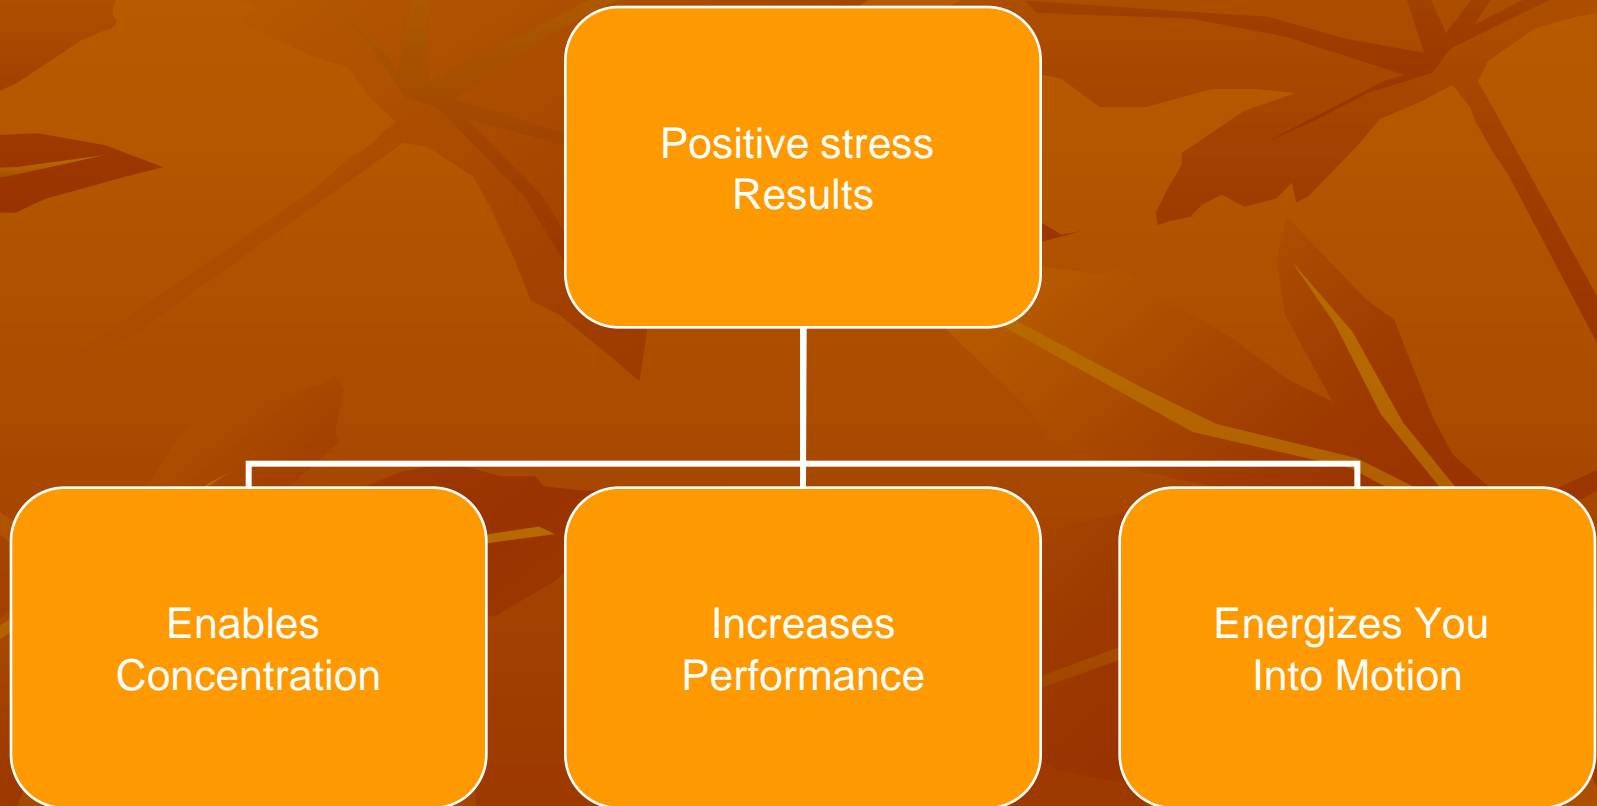 Positive stress
Results
Enables
Concentration
Increases
Performance
Energizes You
Into Motion